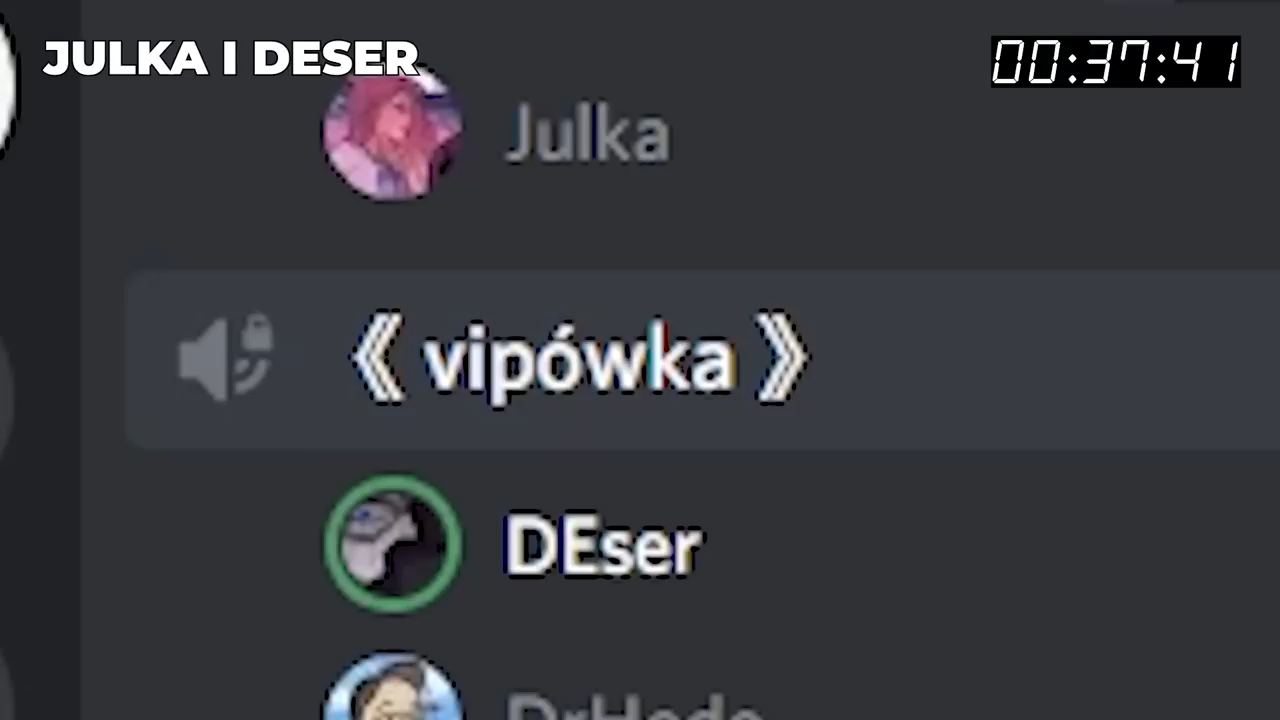 JULKA I DESER
00:37:41
Julka
《 vipówka 》
DEser